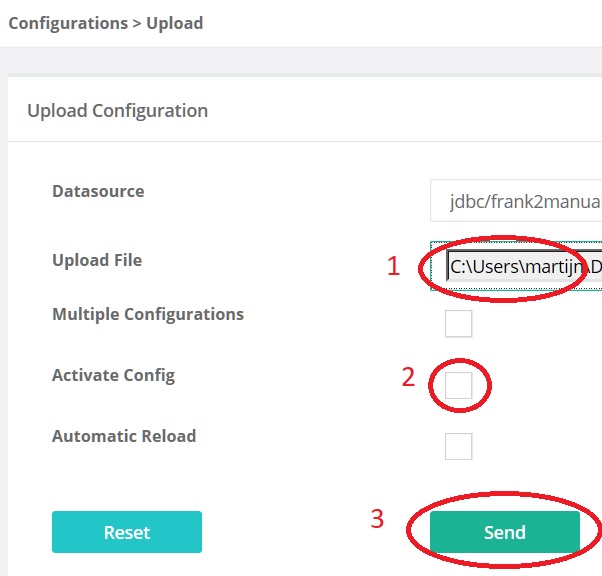 Configurations > Upload
Upload Configuration
Datasource
jdbc/frank2manua
Upload File
1
C:\Users\martijn\D
Multiple Configurations
Activate Config
2
Automatic Reload
Reset
3
Send